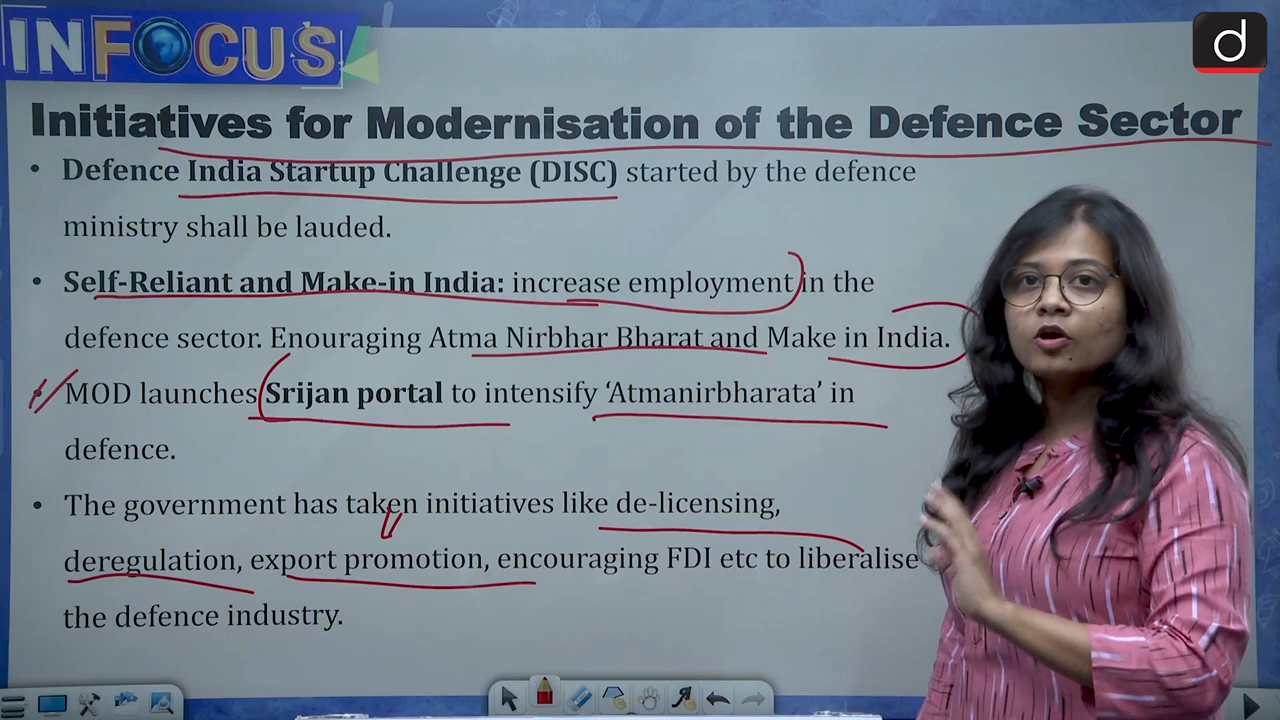 INFOCUS
d
Initiatives for Modernisation of the Defence Sector
• Defence India Startup Challenge (DISC) started by the defence
ministry shall be lauded.
• Self-Reliant and Make-in India: increase employment in the
defence sector. Enouraging Atma Nirbhar Bharat and Make in India.
• MOD launches Srijan portal to intensify ‘Atmanirbharata’ in
defence.
• The government has taken initiatives like de-licensing,
deregulation, export promotion, encouraging FDI etc to liberalise
the defence industry.